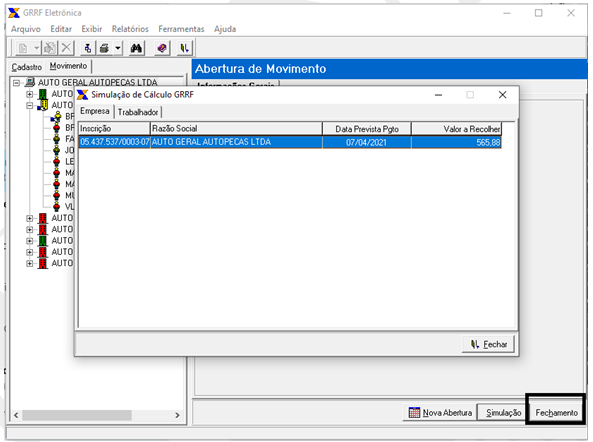 GRRF Eletrônica
Arquivo Editar Exibir Relatórios Ferramentas Ajuda
Cadastro Movimento
Abertura de Movimento
AUTO GERAL AUTOPECAS LTDA
Informações Gerais
AUTO
AUTO
BF
BF
FA
JO
LE
MA
MA
MU
VL
AUTO
AUTO
AUTO
AUTO
AUTO
Simulação de Cálculo GRRF
Empresa Trabalhador
Inscrição Razão Social Data Prevista Pgto Valor a Recolher
05.437.537/0003-07 AUTO GERAL AUTOPECAS LTDA 07/04/2021 565,88
Fechar
Nova Abertura Simulação Fechamento